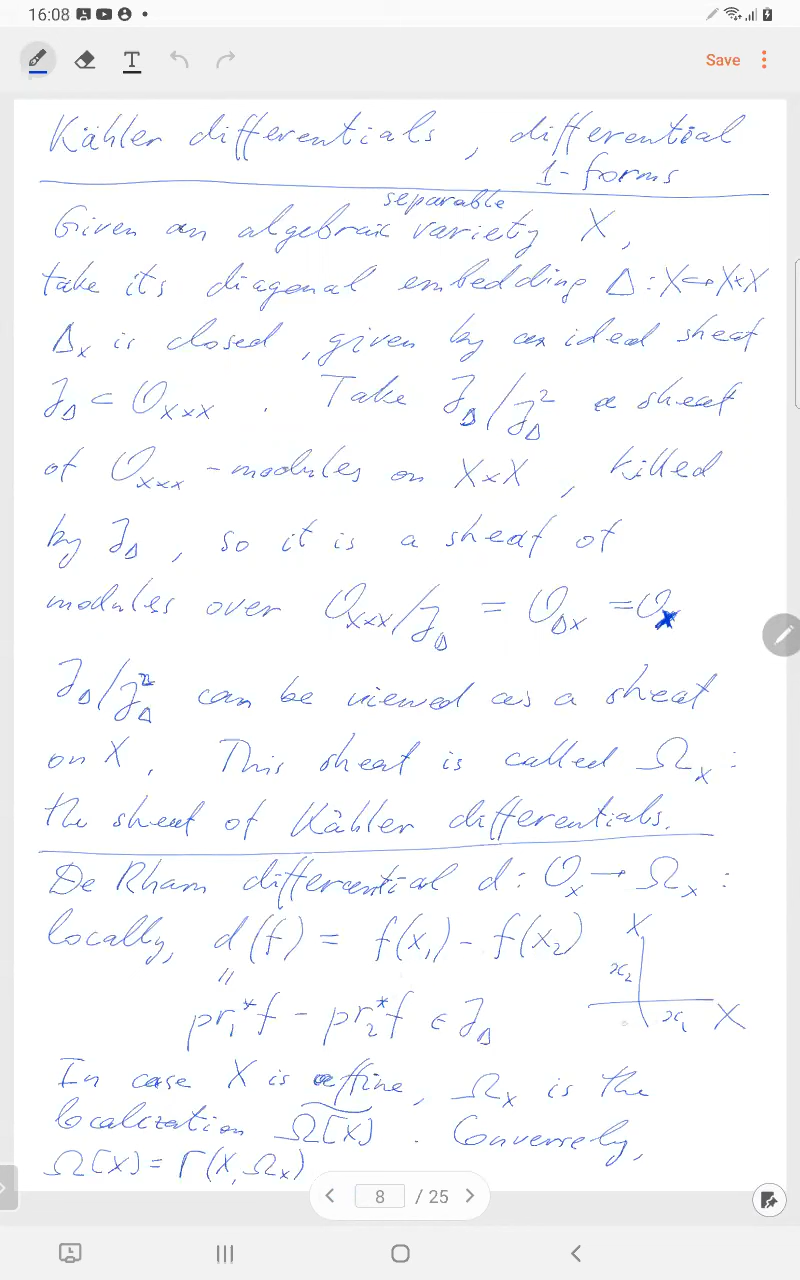 16:08
T
Save
Kähler differentials, differential
1-forms
separable
Given an algebraic variety X,
take its diagonal embedding Δ: X ↪ X×X
Δ_X is closed, given by an ideal sheaf
J_Δ ⊂ O_{X×X}. Take J_Δ/J_Δ^2 a sheaf
of O_{X×X}-modules on X×X, killed
by J_Δ, so it is a sheaf of
modules over O_{X×X}/J_Δ = O_{ΔX} = O_X
J_Δ/J_Δ^2 can be viewed as a sheaf
on X. This sheaf is called Ω_X:
the sheaf of Kähler differentials.
De Rham differential d: O_X → Ω_X:
locally, d(f) = f(x_1) - f(x_2)
X
x_2
x_1 X
=
pr_1^*f - pr_2^*f ∈ J_Δ
In case X is affine, Ω_X is the
localization \widetilde{Ω[X]}. Conversely,
Ω[X] = Γ(X, Ω_X)
8 / 25